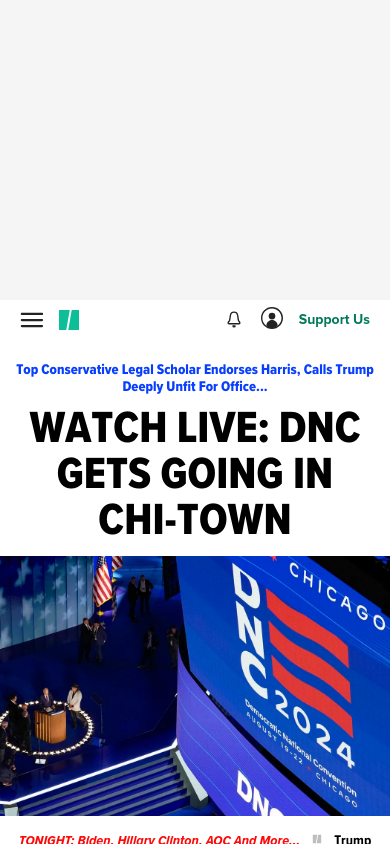 Support Us
Top Conservative Legal Scholar Endorses Harris, Calls Trump
Deeply Unfit For Office...
WATCH LIVE: DNC
GETS GOING IN
CHI-TOWN
CHICAGO
DNC
2024
Democratic National Convention
AUGUST 19-22 CHICAGO
DNC
TONIGHT: Biden, Hillary Clinton, AOC And More...
Trump